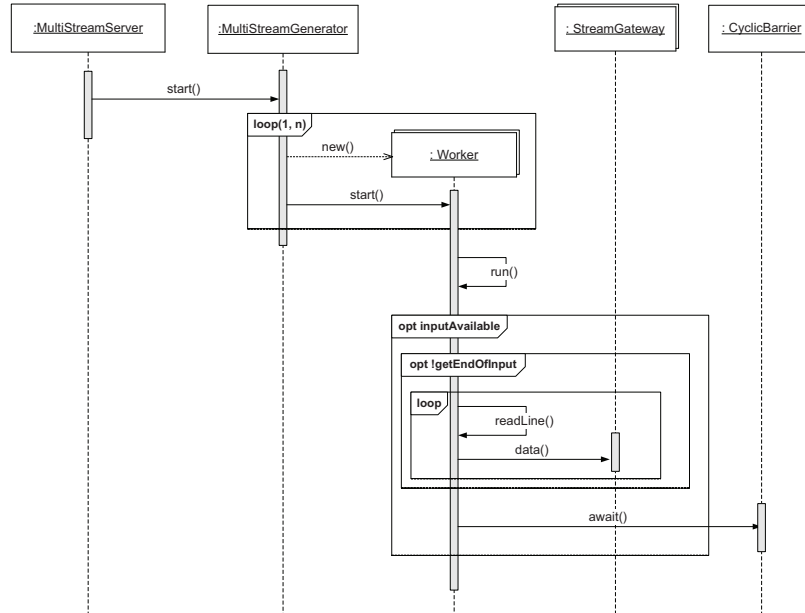 :MultiStreamServer
:MultiStreamGenerator
: StreamGateway
: CyclicBarrier
start()
loop(1, n)
new()
: Worker
start()
run()
opt inputAvailable
opt !getEndOfInput
loop
readLine()
data()
await()